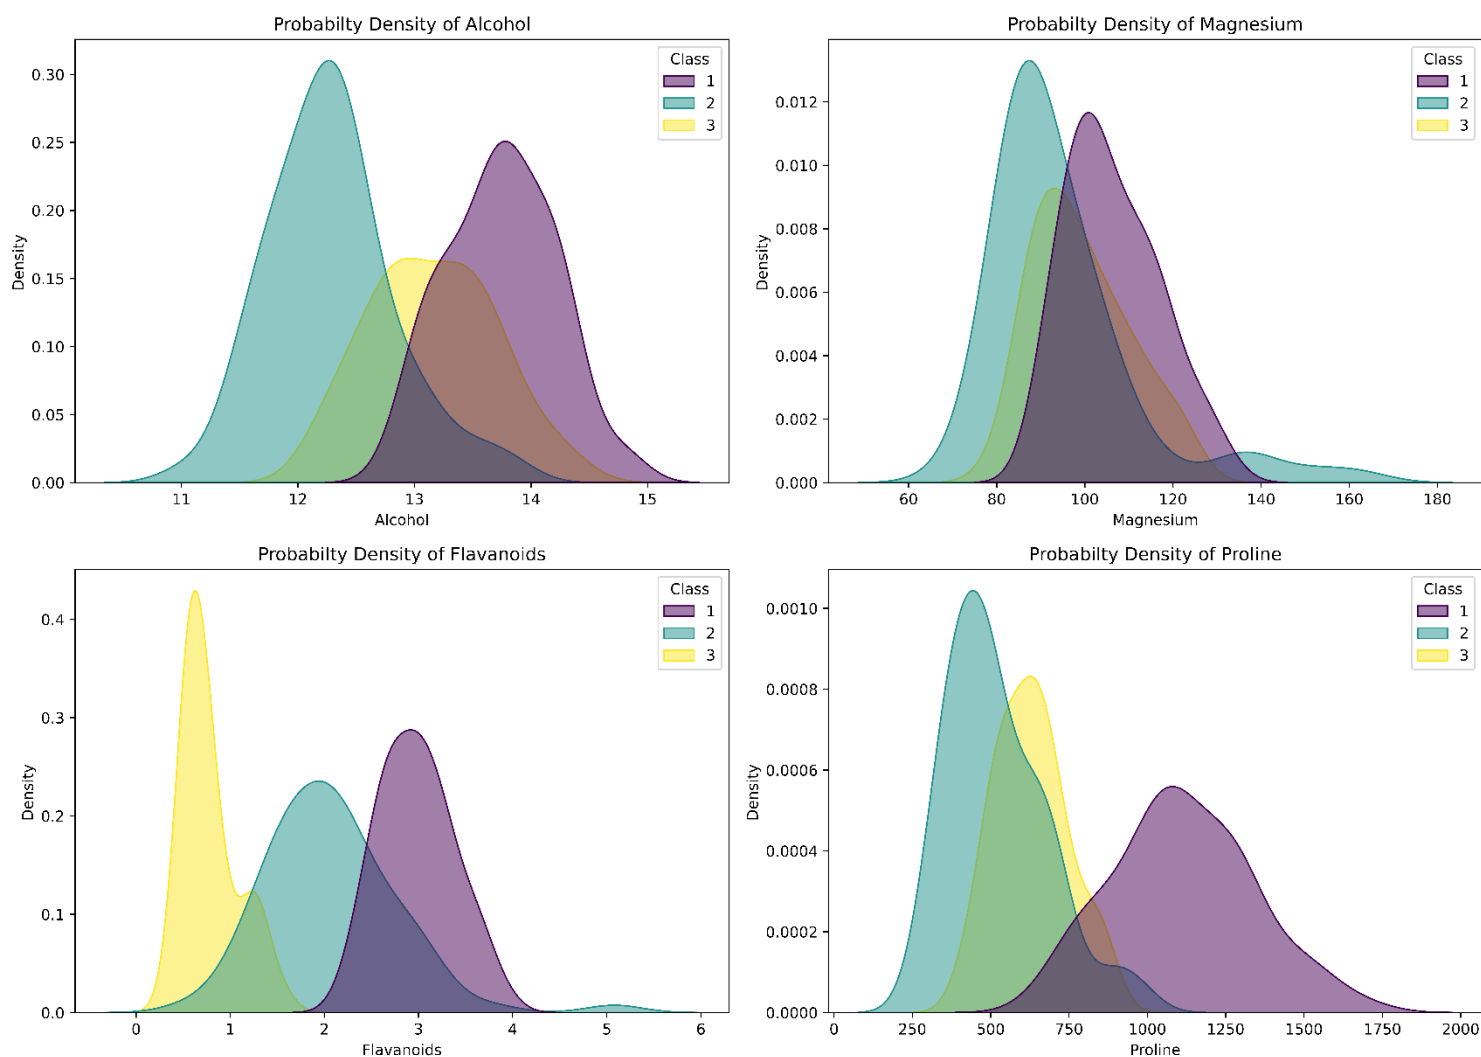 Probabilty Density of Alcohol
Class
1
2
3
0.30
0.25
0.20
0.15
0.10
0.05
0.00
Density
11 12 13 14 15
Alcohol
Probabilty Density of Magnesium
Class
1
2
3
0.012
0.010
0.008
0.006
0.004
0.002
0.000
Density
60 80 100 120 140 160 180
Magnesium
Probabilty Density of Flavanoids
Class
1
2
3
0.4
0.3
0.2
0.1
0.0
Density
0 1 2 3 4 5 6
Flavanoids
Probabilty Density of Proline
Class
1
2
3
0.0010
0.0008
0.0006
0.0004
0.0002
0.0000
Density
0 250 500 750 1000 1250 1500 1750 2000
Proline